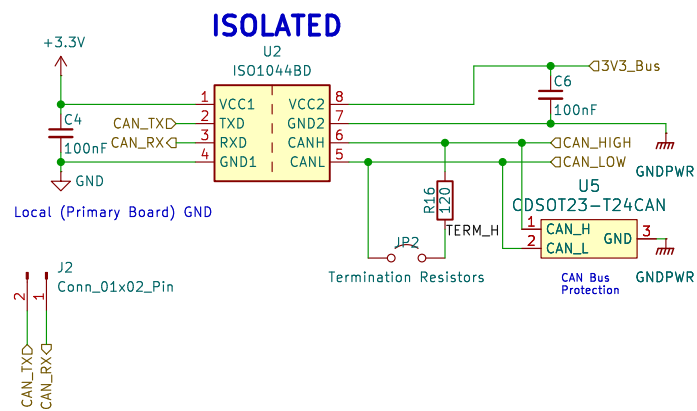 ISOLATED
U2
ISO1044BD
+3.3V
C4
100nF
GND
Local (Primary Board) GND
CAN_TX
CAN_RX
1 VCC1
2 TXD
3 RXD
4 GND1
VCC2 8
GND2 7
CANH 6
CANL 5
3V3_Bus
C6
100nF
CAN_HIGH
CAN_LOW
GNDPWR
U5
CDSOT23-T24CAN
1 CAN_H
2 CAN_L
GND 3
GNDPWR
CAN Bus
Protection
R16
120
TERM_H
JP2
Termination Resistors
J2
Conn_01x02_Pin
2
1
CAN_TX
CAN_RX